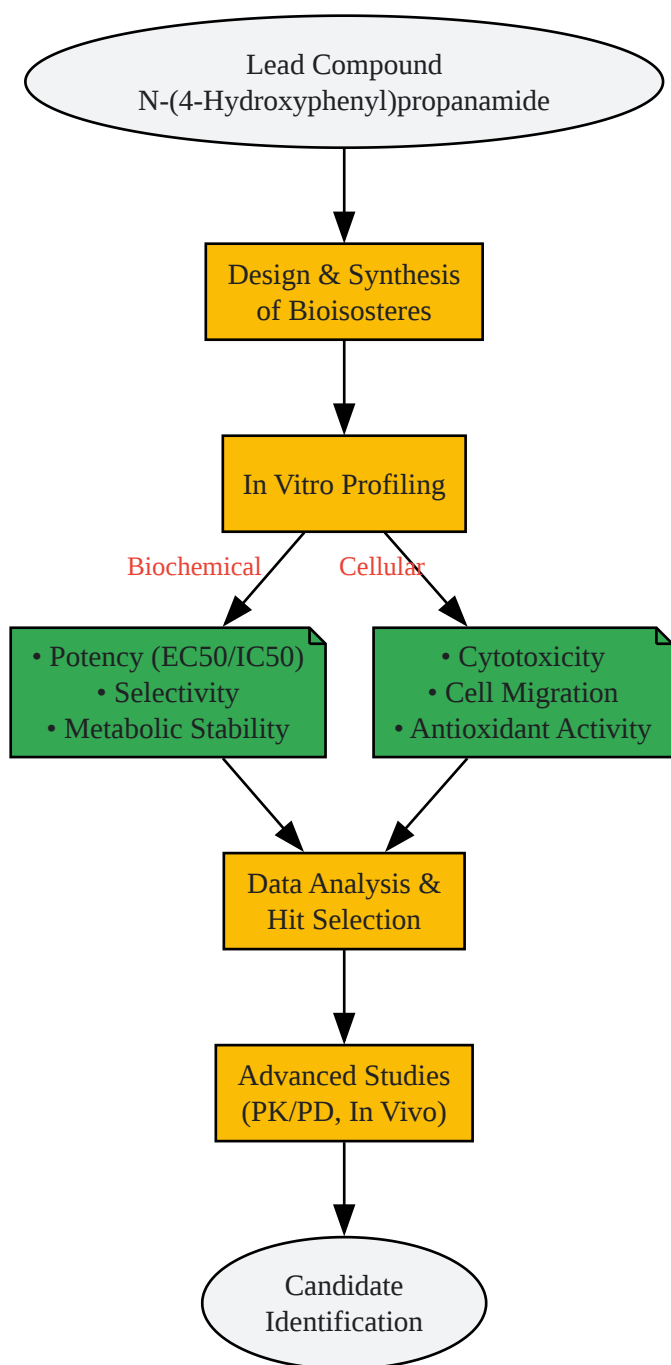 Lead Compound
N-(4-Hydroxyphenyl)propanamide
Design & Synthesis
of Bioisosteres
In Vitro Profiling
Biochemical
Cellular
• Potency (EC50/IC50)
• Selectivity
• Metabolic Stability
• Cytotoxicity
• Cell Migration
• Antioxidant Activity
Data Analysis &
Hit Selection
Advanced Studies
(PK/PD, In Vivo)
Candidate
Identification